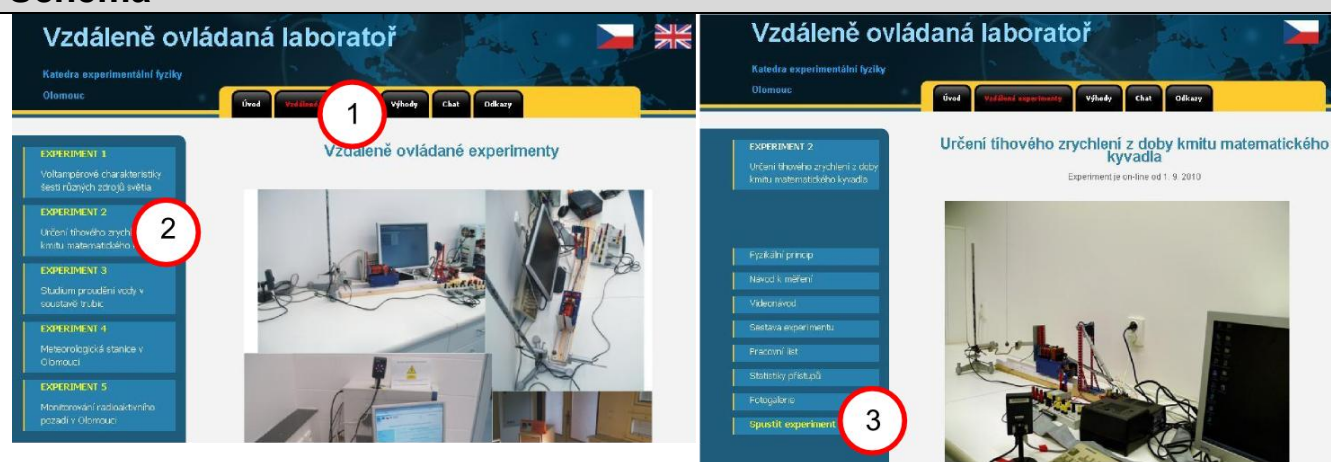 Schéma
Vzdáleně ovládaná laboratoř
Katedra experimentální fyziky
Olomouc
Úvod
Výhody
Chat
Odkazy
1
EXPERIMENT 1
Voltampérové charakteristiky
šesti různých zdrojů světla
EXPERIMENT 2
Určení tíhového
kmitu matematického
2
EXPERIMENT 3
Studium proudění vody v
soustavě trubic
EXPERIMENT 4
Meteorologická stanice v
Olomouci
EXPERIMENT 5
Monitorování radioaktivního
pozadí v Olomouci
Vzdáleně ovládané experimenty
Vzdáleně ovládaná laboratoř
Katedra experimentální fyziky
Olomouc
Úvod
Vzdálené experimenty
Výhody
Chat
Odkazy
EXPERIMENT 2
Určení tíhového zrychlení z doby
kmitu matematického kyvadla
Fyzikální princip
Návod k měření
Videonávod
Sestava experimentu
Pracovní list
Statistiky přístupů
Fotogalerie
Spustit experiment
3
Určení tíhového zrychlení z doby kmitu matematického
kyvadla
Experiment je on-line od 1. 9. 2010